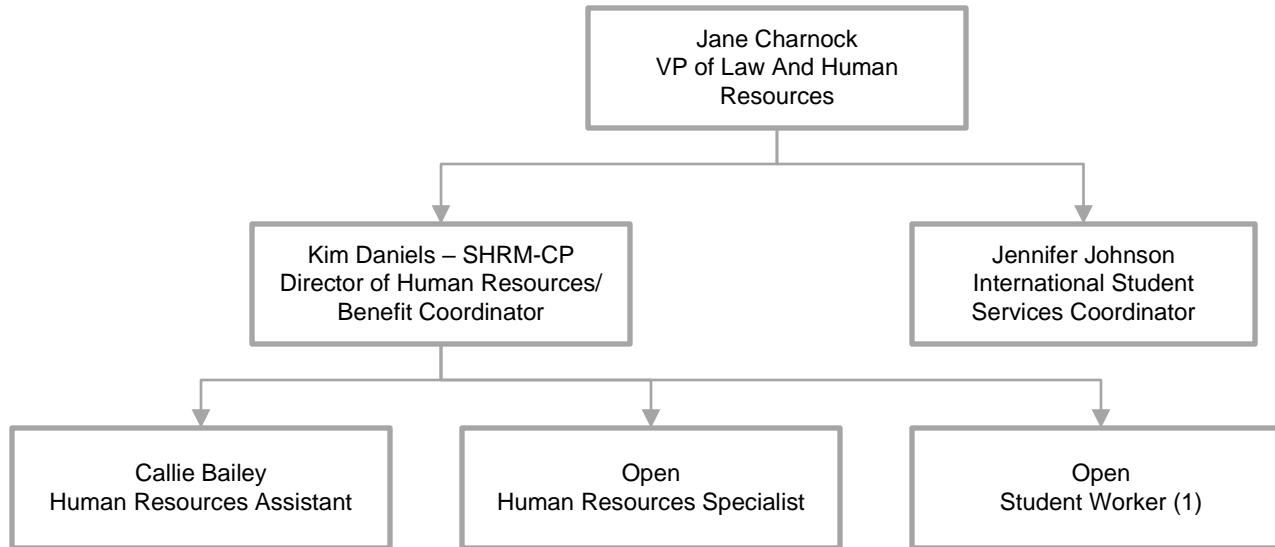 Jane Charnock
VP of Law And Human
Resources
Kim Daniels – SHRM-CP
Director of Human Resources/
Benefit Coordinator
Jennifer Johnson
International Student
Services Coordinator
Callie Bailey
Human Resources Assistant
Open
Human Resources Specialist
Open
Student Worker (1)